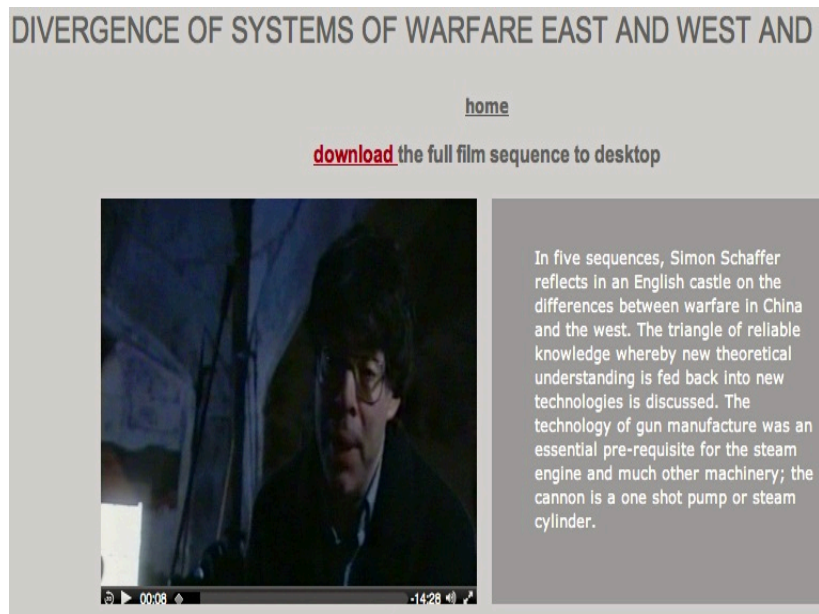 DIVERGENCE OF SYSTEMS OF WARFARE EAST AND WEST AND
home
download the full film sequence to desktop
In five sequences, Simon Schaffer
reflects in an English castle on the
differences between warfare in China
and the west. The triangle of reliable
knowledge whereby new theoretical
understanding is fed back into new
technologies is discussed. The
technology of gun manufacture was an
essential pre-requisite for the steam
engine and much other machinery; the
cannon is a one shot pump or steam
cylinder.
00:08
-14:28